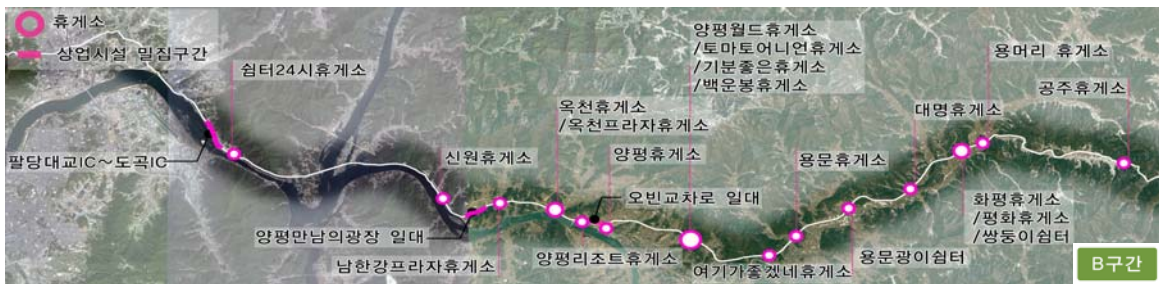 휴게소
상업시설 밀집구간
쉼터24시휴게소
팔당대교IC~도곡IC
신원휴게소
양평만남의광장 일대
남한강프라자휴게소
옥천휴게소
/옥천프라자휴게소
양평휴게소
오빈교차로 일대
양평리조트휴게소
양평월드휴게소
/토마토어니언휴게소
/기분좋은휴게소
/백운봉휴게소
여기가좋겠네휴게소
용문휴게소
용문광이쉼터
대명휴게소
용머리 휴게소
화평휴게소
/평화휴게소
/쌍둥이쉼터
공주휴게소
B구간